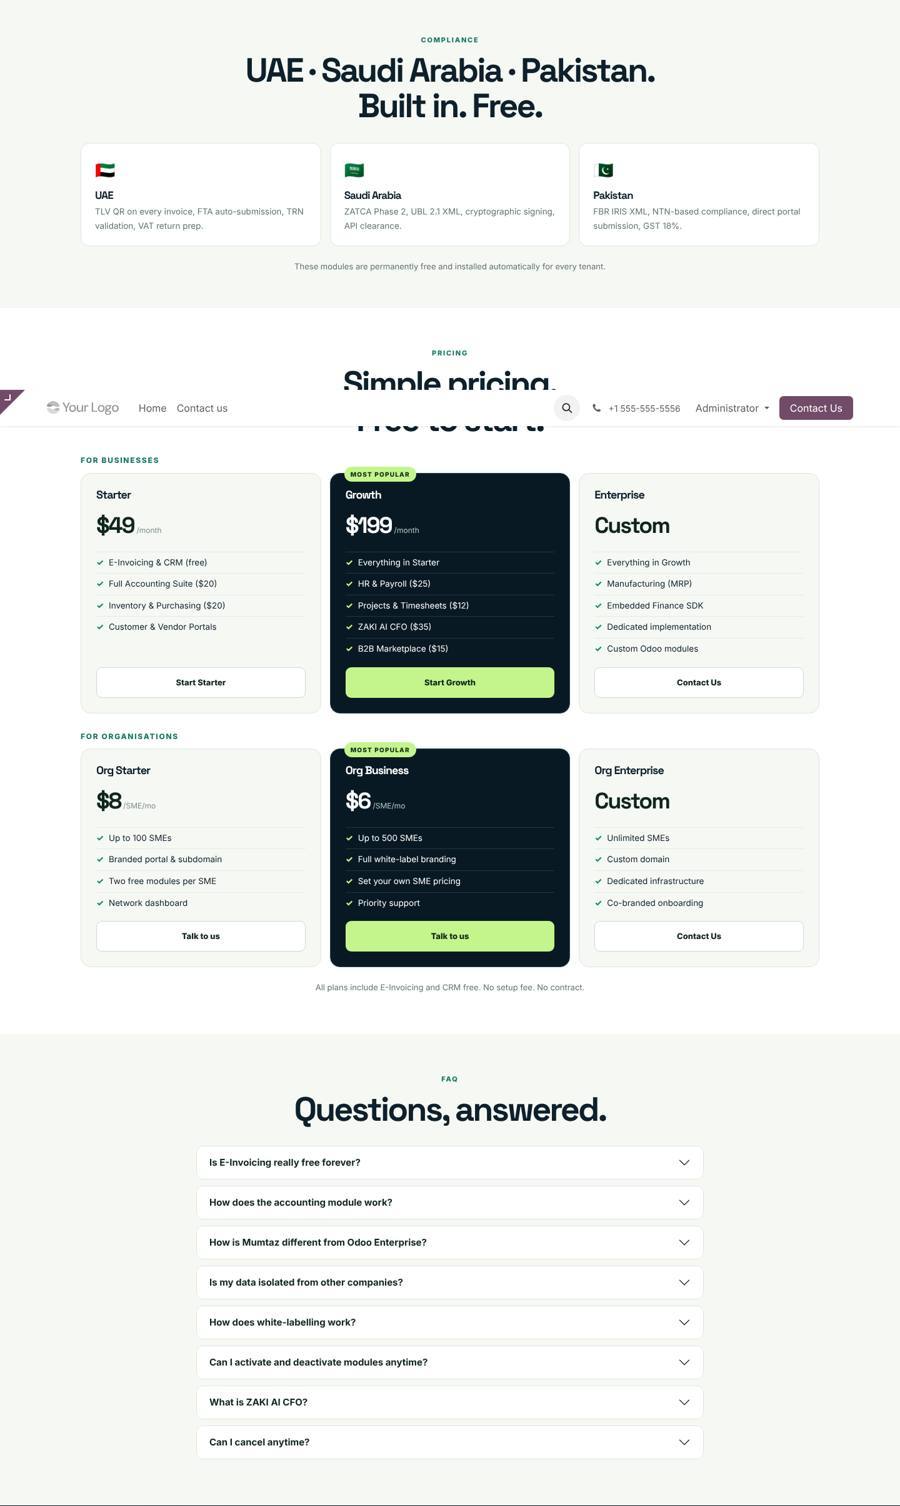 COMPLIANCE
UAE · Saudi Arabia · Pakistan.
Built in. Free.
UAE
TLV QR on every invoice, FTA auto-submission, TRN
validation, VAT return prep.
Saudi Arabia
ZATCA Phase 2, UBL 2.1 XML, cryptographic signing,
API clearance.
Pakistan
FBR IRIS XML, NTN-based compliance, direct portal
submission, GST 18%.
These modules are permanently free and installed automatically for every tenant.
PRICING
Simple pricing.
Your Logo
Home
Contact us
+1 555-555-5556
Administrator
Contact Us
Free to start.
FOR BUSINESSES
Starter
$49 /month
✓ E-Invoicing & CRM (free)
✓ Full Accounting Suite ($20)
✓ Inventory & Purchasing ($20)
✓ Customer & Vendor Portals
Start Starter
MOST POPULAR
Growth
$199 /month
✓ Everything in Starter
✓ HR & Payroll ($25)
✓ Projects & Timesheets ($12)
✓ ZAKI AI CFO ($35)
✓ B2B Marketplace ($15)
Start Growth
Enterprise
Custom
✓ Everything in Growth
✓ Manufacturing (MRP)
✓ Embedded Finance SDK
✓ Dedicated implementation
✓ Custom Odoo modules
Contact Us
FOR ORGANISATIONS
Org Starter
$8 /SME/mo
✓ Up to 100 SMEs
✓ Branded portal & subdomain
✓ Two free modules per SME
✓ Network dashboard
Talk to us
MOST POPULAR
Org Business
$6 /SME/mo
✓ Up to 500 SMEs
✓ Full white-label branding
✓ Set your own SME pricing
✓ Priority support
Talk to us
Org Enterprise
Custom
✓ Unlimited SMEs
✓ Custom domain
✓ Dedicated infrastructure
✓ Co-branded onboarding
Contact Us
All plans include E-Invoicing and CRM free. No setup fee. No contract.
FAQ
Questions, answered.
Is E-Invoicing really free forever?
How does the accounting module work?
How is Mumtaz different from Odoo Enterprise?
Is my data isolated from other companies?
How does white-labelling work?
Can I activate and deactivate modules anytime?
What is ZAKI AI CFO?
Can I cancel anytime?